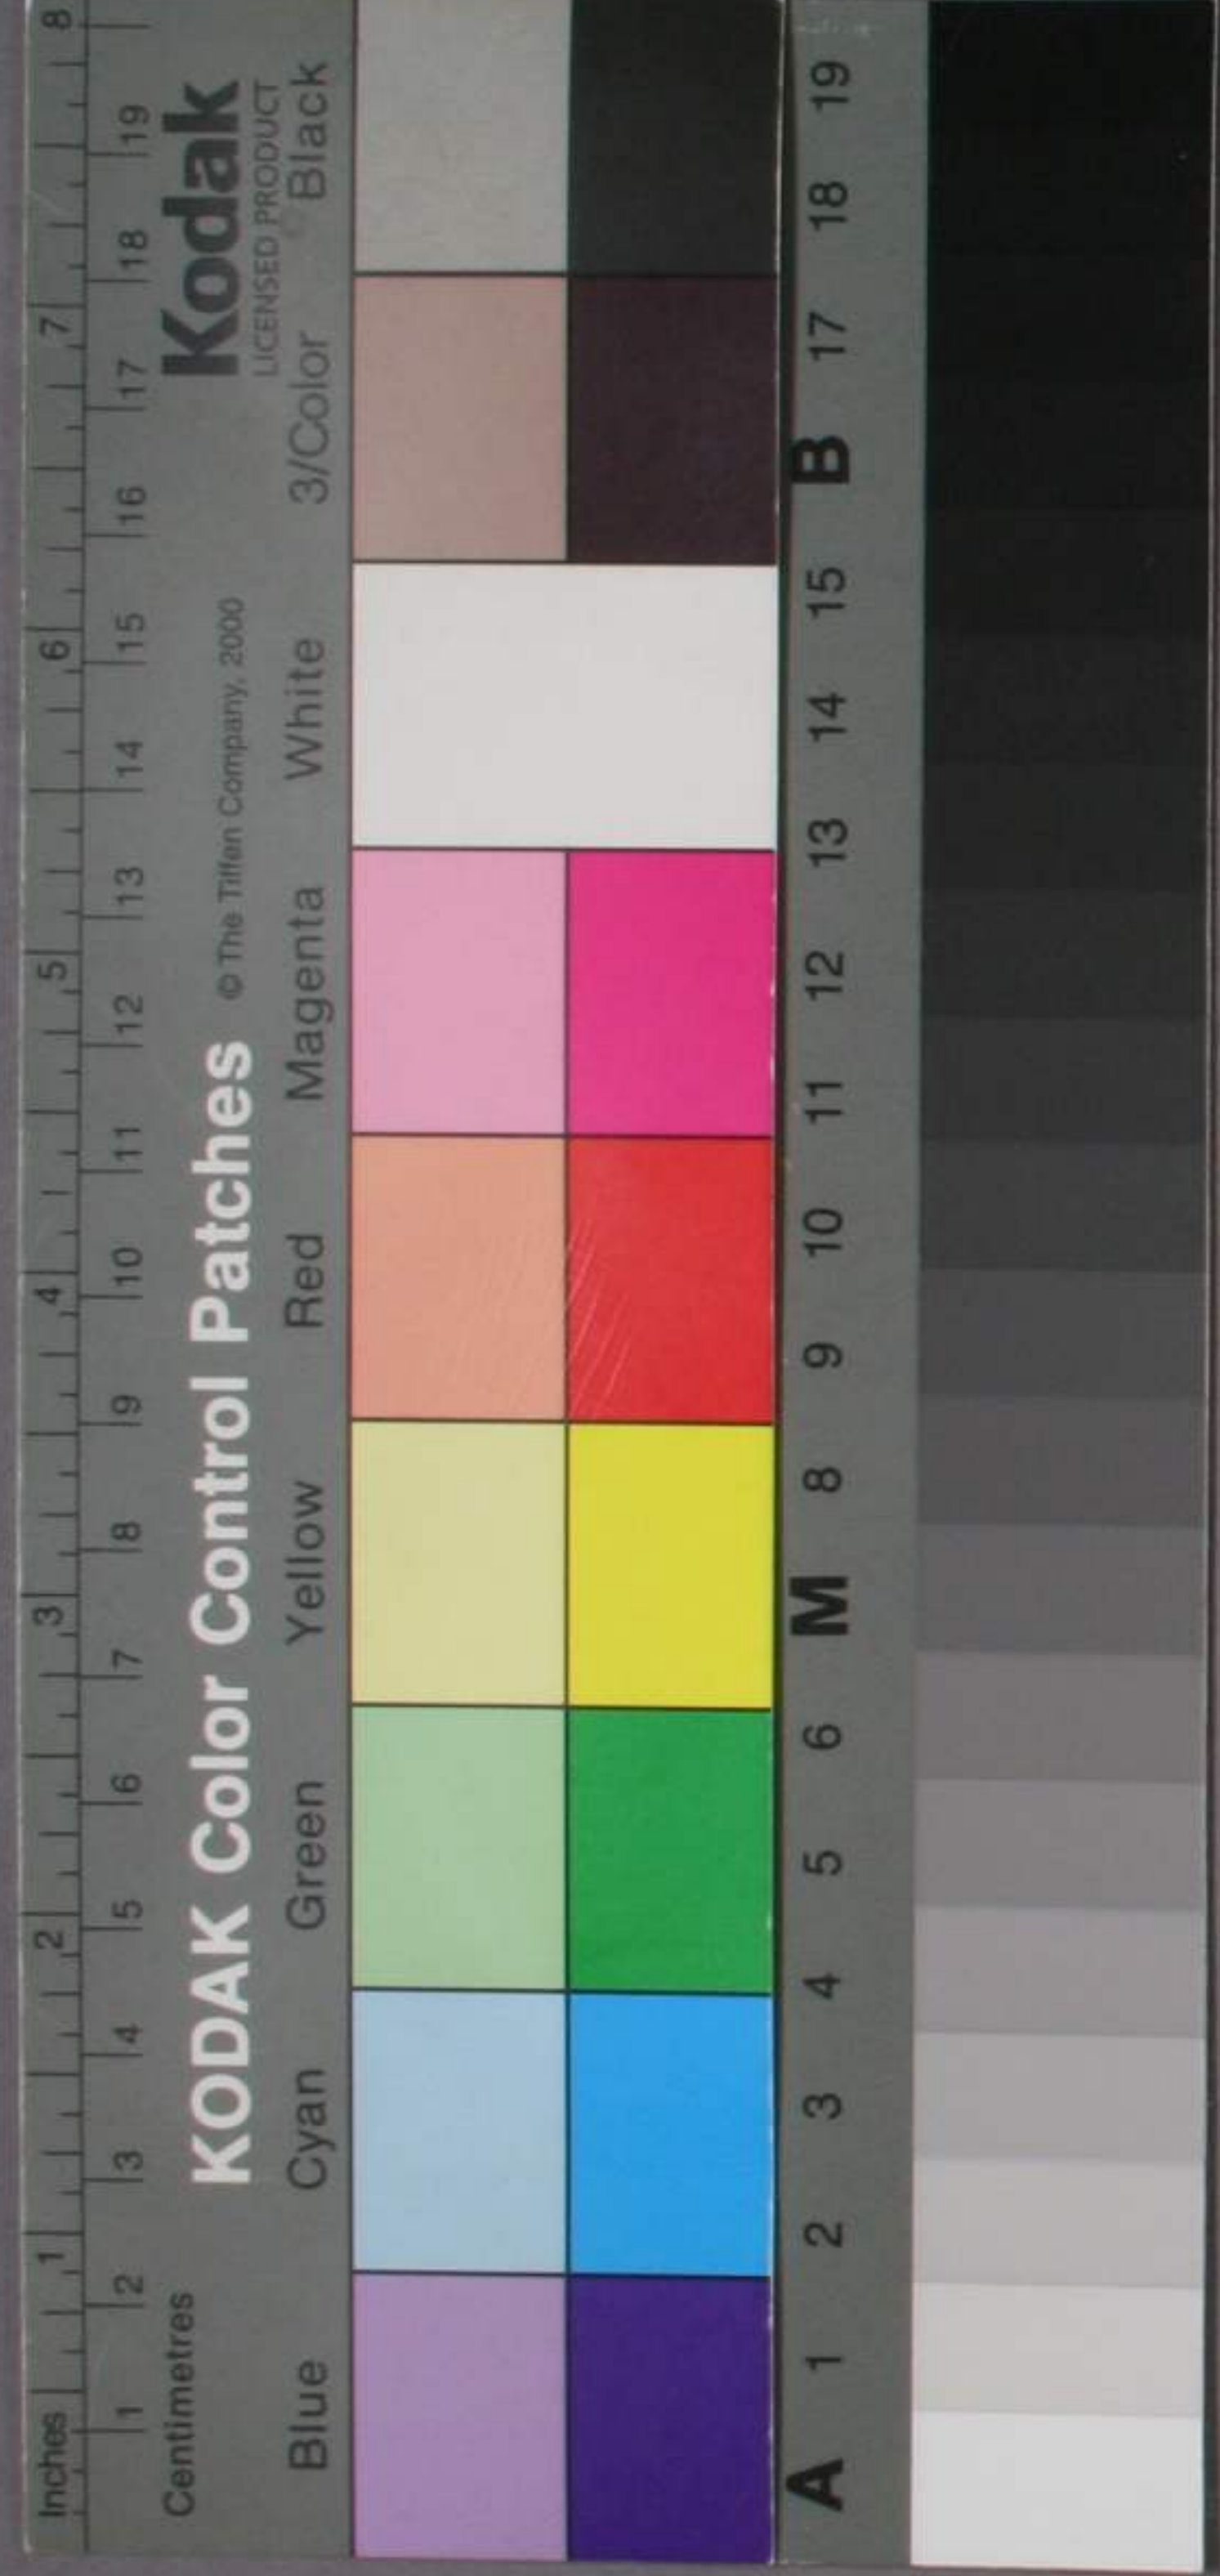 Inches 1 2 3 4 5 6 7 8
1 2 3 4 5 6 7 8 9 10 11 12 13 14 15 16 17 18 19
Centimetres
KODAK Color Control Patches © The Tiffen Company, 2000
Kodak
LICENSED PRODUCT
Blue Cyan Green Yellow Red Magenta White 3/Color Black
A 1 2 3 4 5 6 M 8 9 10 11 12 13 14 15 B 17 18 19